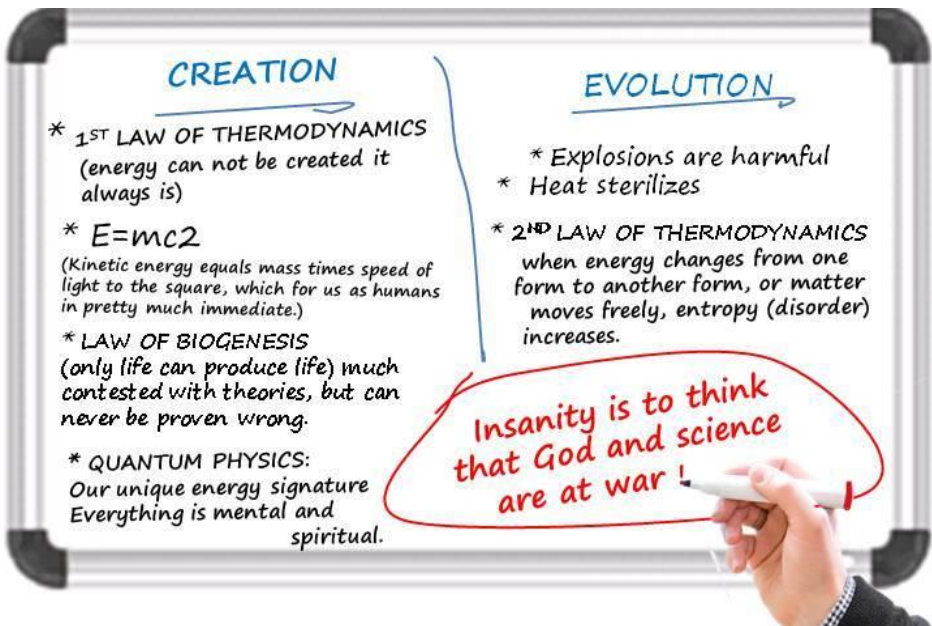 CREATION
* 1ST LAW OF THERMODYNAMICS
(energy can not be created it
always is)
* E=mc2
(Kinetic energy equals mass times speed of
light to the square, which for us as humans
in pretty much immediate.)
* LAW OF BIOGENESIS
(only life can produce life) much
contested with theories, but can
never be proven wrong.
* QUANTUM PHYSICS:
Our unique energy signature
Everything is mental and
spiritual.
EVOLUTION
* Explosions are harmful
* Heat sterilizes
* 2ND LAW OF THERMODYNAMICS
when energy changes from one
form to another form, or matter
moves freely, entropy (disorder)
increases.
Insanity is to think
that God and science
are at war !